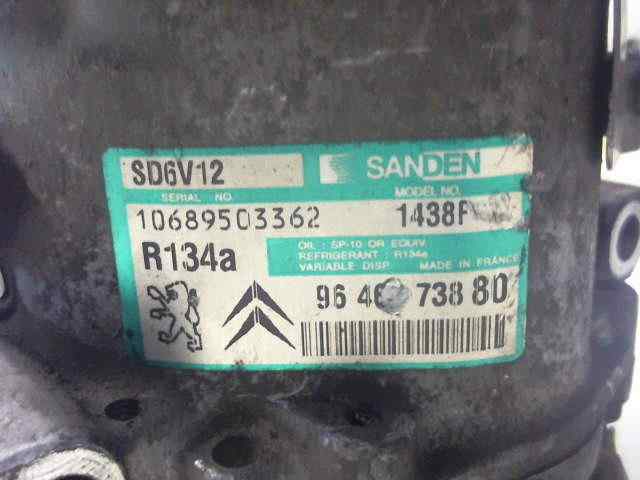 SD6V12
SANDEN
SERIAL NO.
MODEL NO.
10689503362
1438F
R134a
OIL : SP-10 OR EQUIV.
REFRIGERANT : R134a
VARIABLE DISP. MADE IN FRANCE
96 738 80